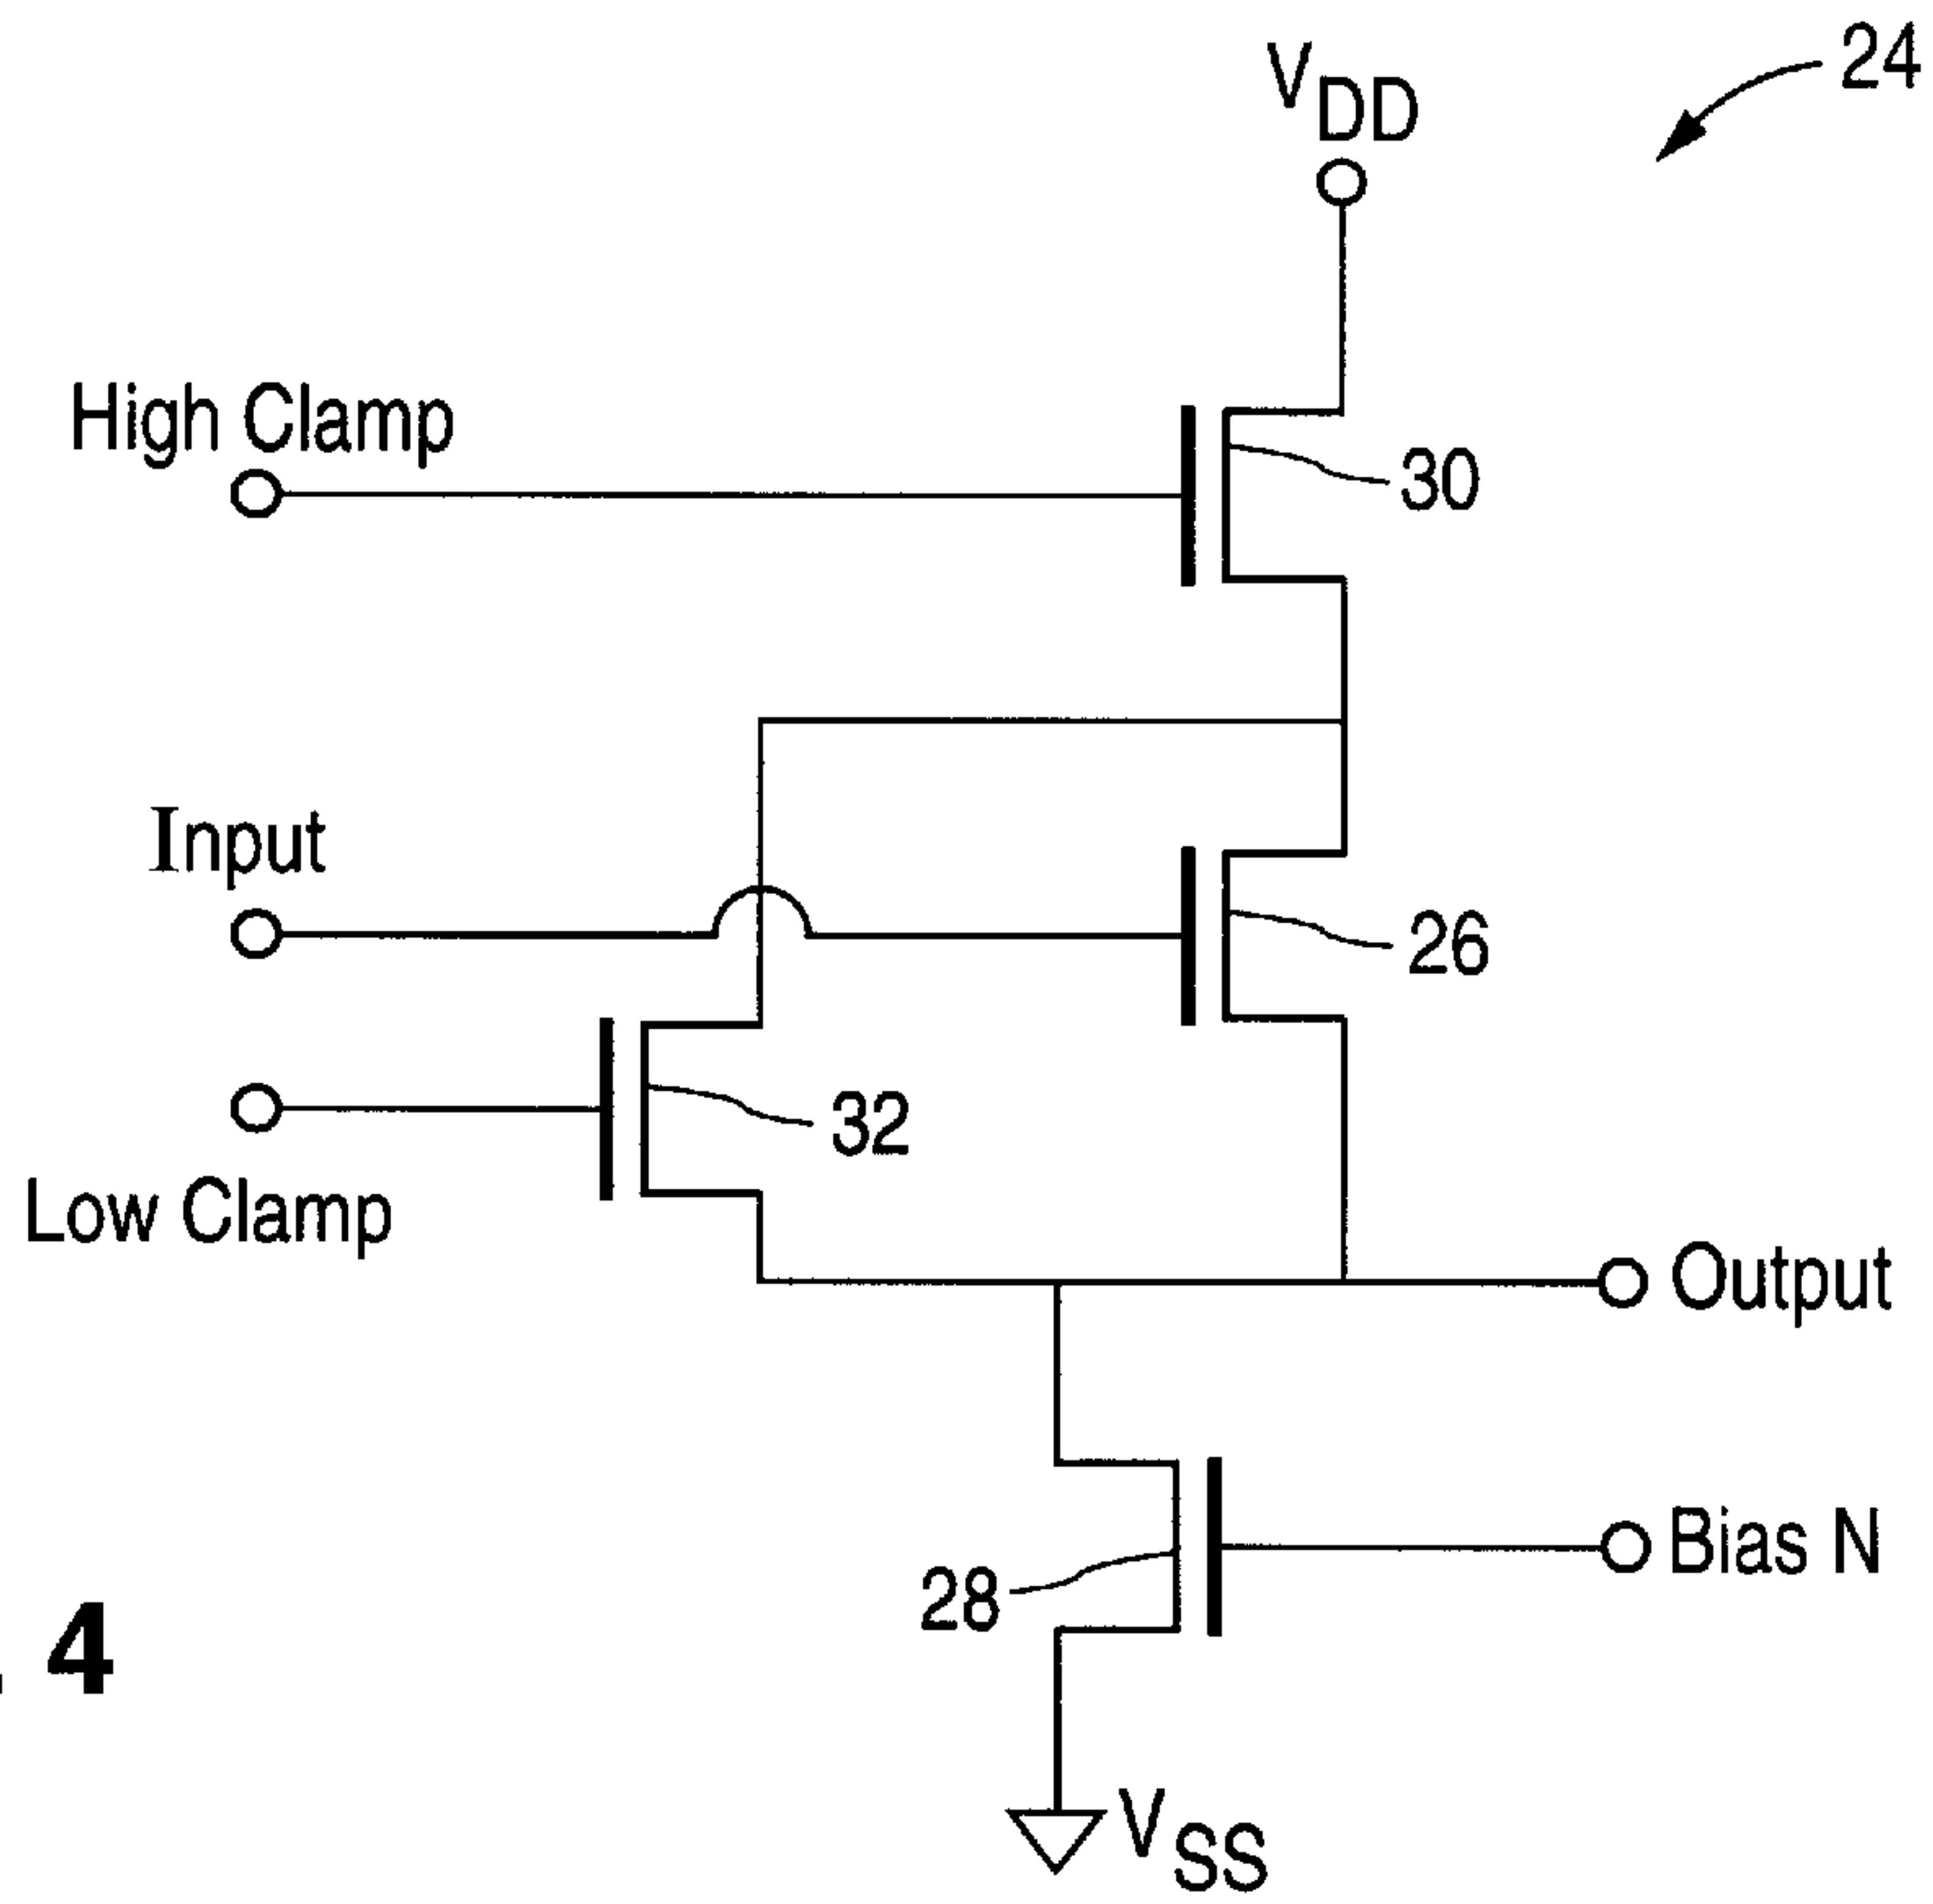 24
VDD
High Clamp
30
Input
26
32
Low Clamp
Output
Bias N
28
. 4
VSS